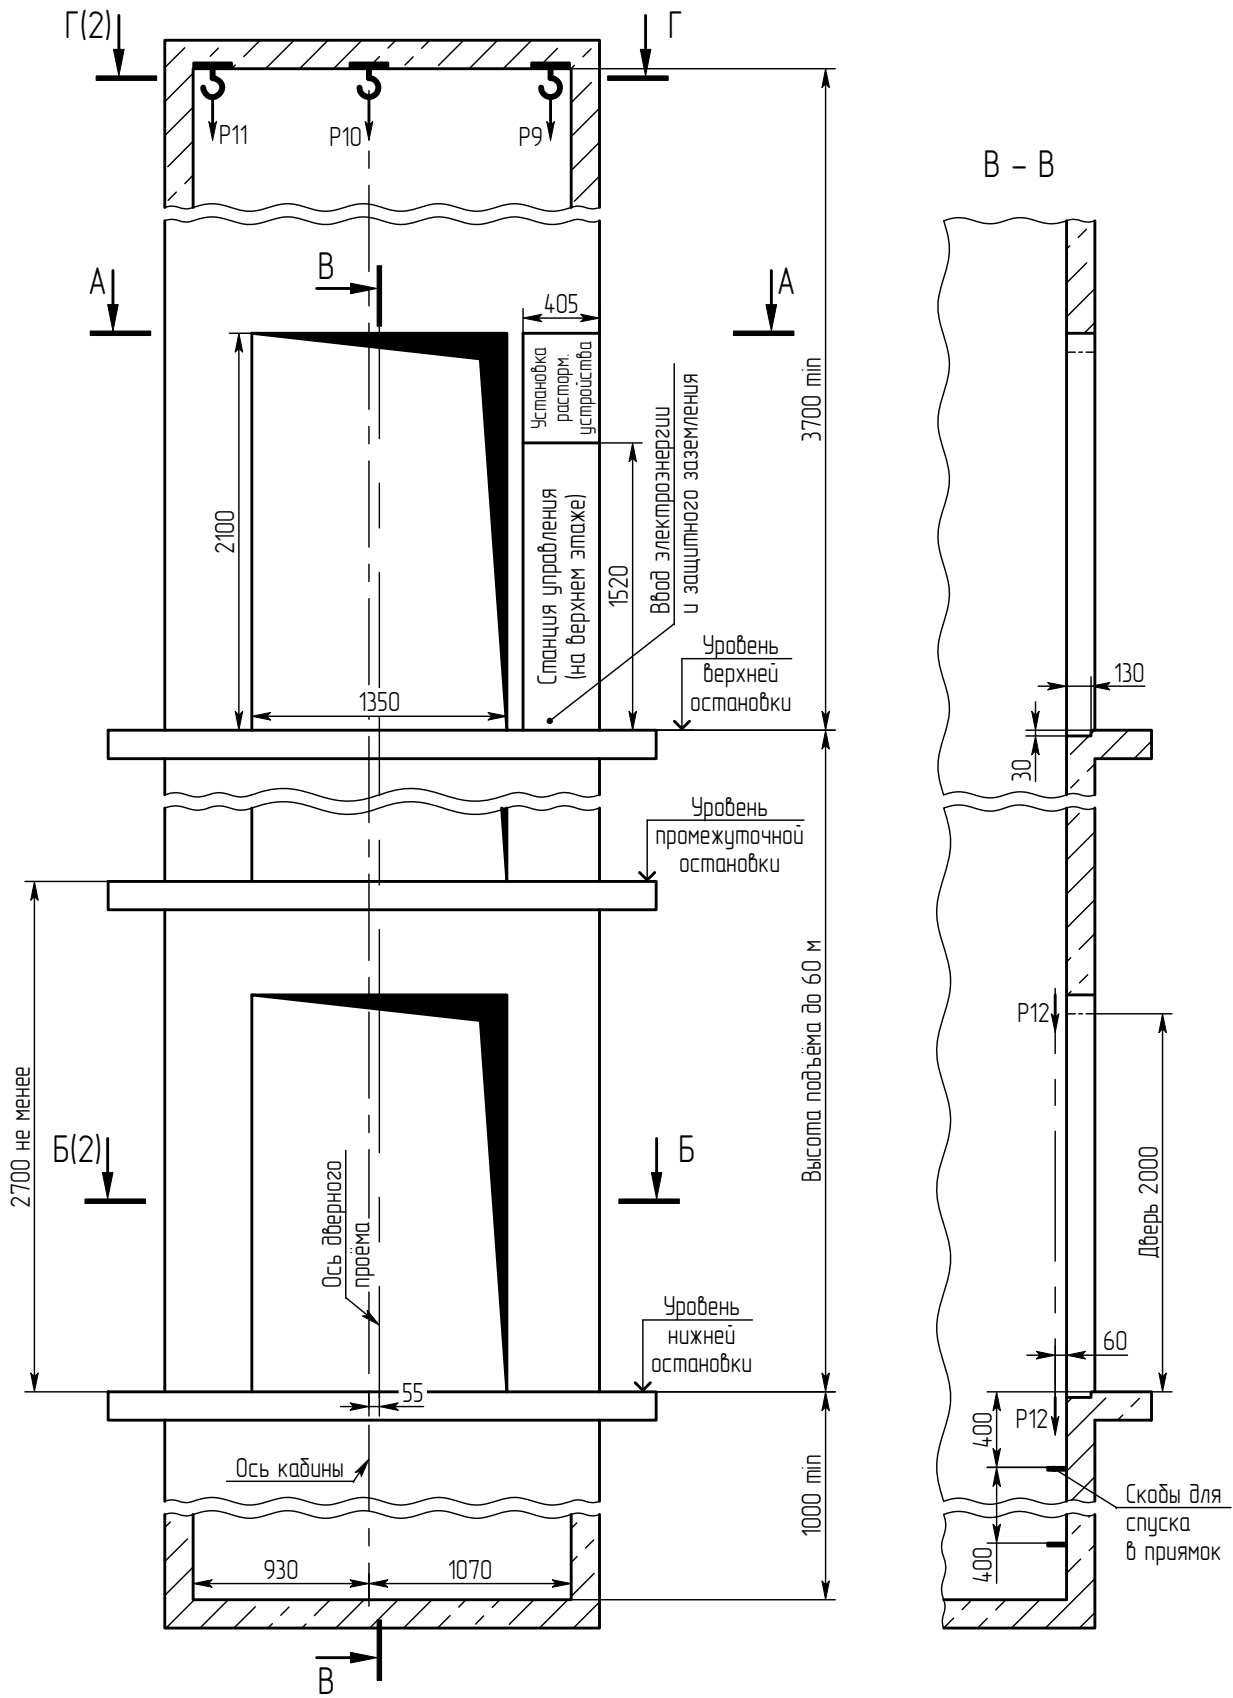 Г(2)
Г
Р11
Р10
Р9
В – В
А
В
А
405
Установка
расторм.
устройства
3700 min
2100
Станция управления
(на верхнем этаже)
1520
Ввод электроэнергии
и защитного заземления
1350
Уровень
верхней
остановки
130
30
Уровень
промежуточной
остановки
2700 не менее
Высота подъёма до 60 м
Р12
Дверь 2000
Б(2)
Б
Ось дверного
проёма
Уровень
нижней
остановки
60
55
Р12
400
Ось кабины
1000 min
Скобы для
спуска
в приямок
400
930
1070
В